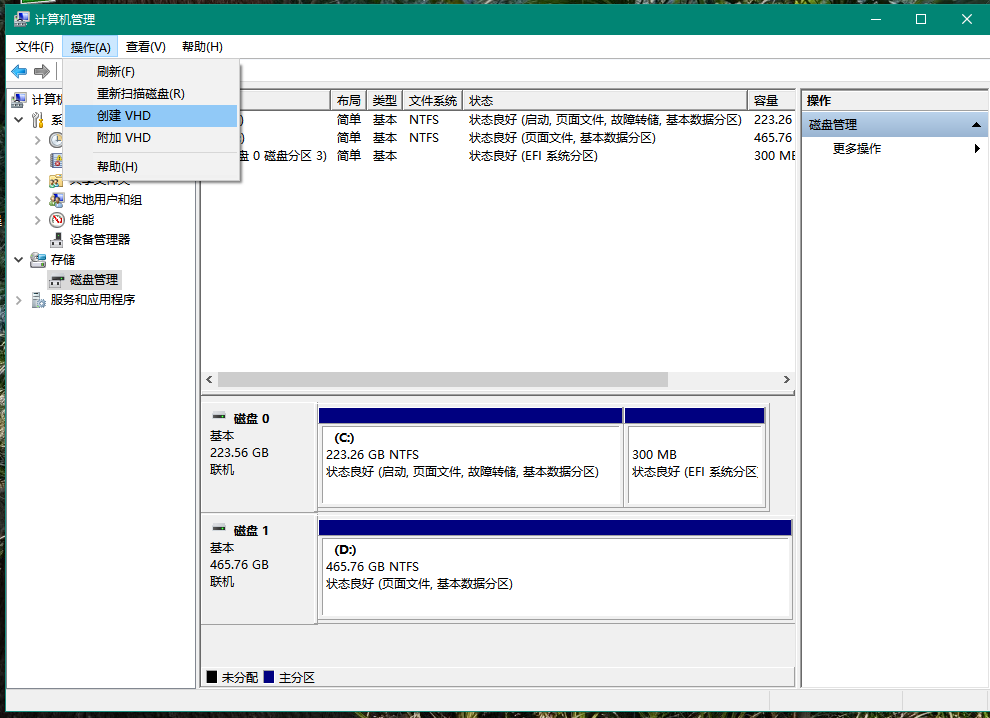 计算机管理
文件(F) 操作(A) 查看(V) 帮助(H)
刷新(F)
重新扫描磁盘(R)
创建 VHD
附加 VHD
帮助(H)
本地用户和组
性能
设备管理器
存储
磁盘管理
服务和应用程序
布局 类型 文件系统 状态 容量
简单 基本 NTFS 状态良好 (启动, 页面文件, 故障转储, 基本数据分区) 223.26
简单 基本 NTFS 状态良好 (页面文件, 基本数据分区) 465.76
盘 0 磁盘分区 3) 简单 基本 状态良好 (EFI 系统分区) 300 ME
操作
磁盘管理
更多操作
磁盘 0
基本
223.56 GB
联机
(C:)
223.26 GB NTFS
状态良好 (启动, 页面文件, 故障转储, 基本数据分区)
300 MB
状态良好 (EFI 系统分区
磁盘 1
基本
465.76 GB
联机
(D:)
465.76 GB NTFS
状态良好 (页面文件, 基本数据分区)
未分配 主分区